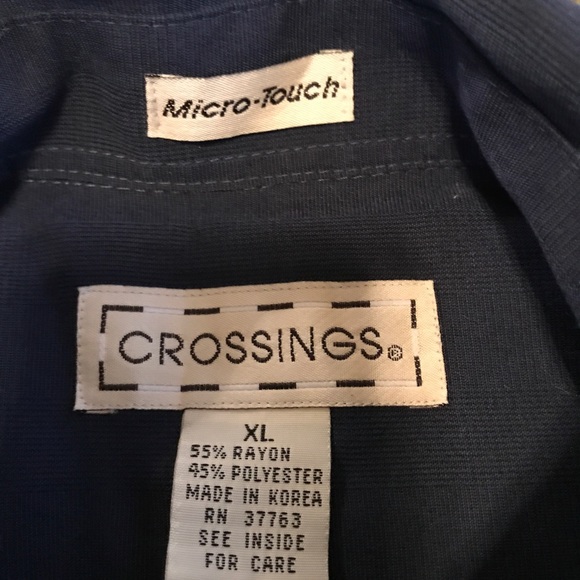 Micro-Touch
CROSSINGS®
XL
55% RAYON
45% POLYESTER
MADE IN KOREA
RN 37763
SEE INSIDE
FOR CARE